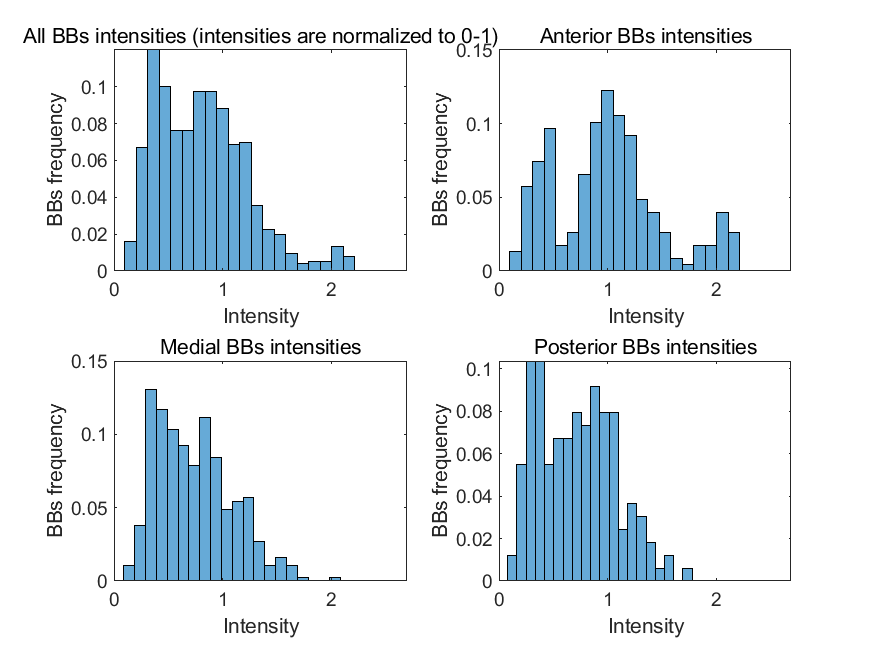 All BBs intensities (intensities are normalized to 0-1)
BBs frequency
0.1
0.08
0.06
0.04
0.02
0
0 1 2
Intensity
Anterior BBs intensities
BBs frequency
0.15
0.1
0.05
0
0 1 2
Intensity
Medial BBs intensities
BBs frequency
0.15
0.1
0.05
0
0 1 2
Intensity
Posterior BBs intensities
BBs frequency
0.1
0.08
0.06
0.04
0.02
0
0 1 2
Intensity